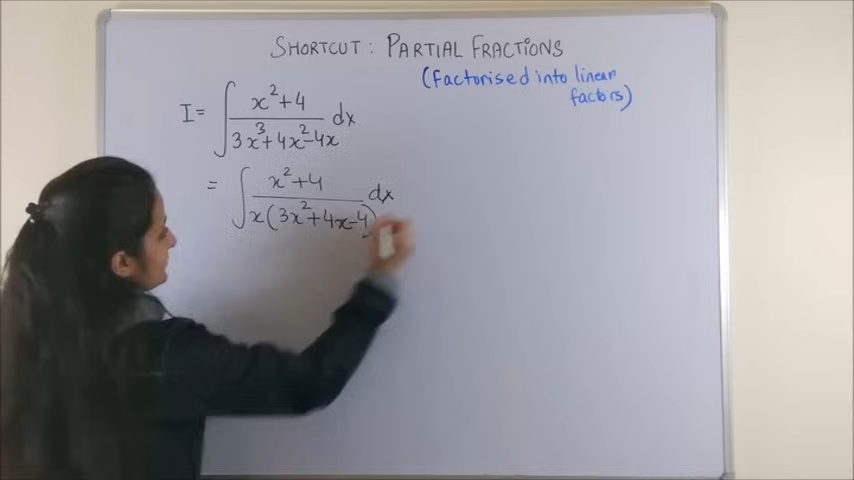 SHORTCUT : PARTIAL FRACTIONS
(Factorised into linear
factors)
I = ∫ x²+4 / 3x³+4x²-4x dx
= ∫ x²+4 / x(3x²+4x-4) dx